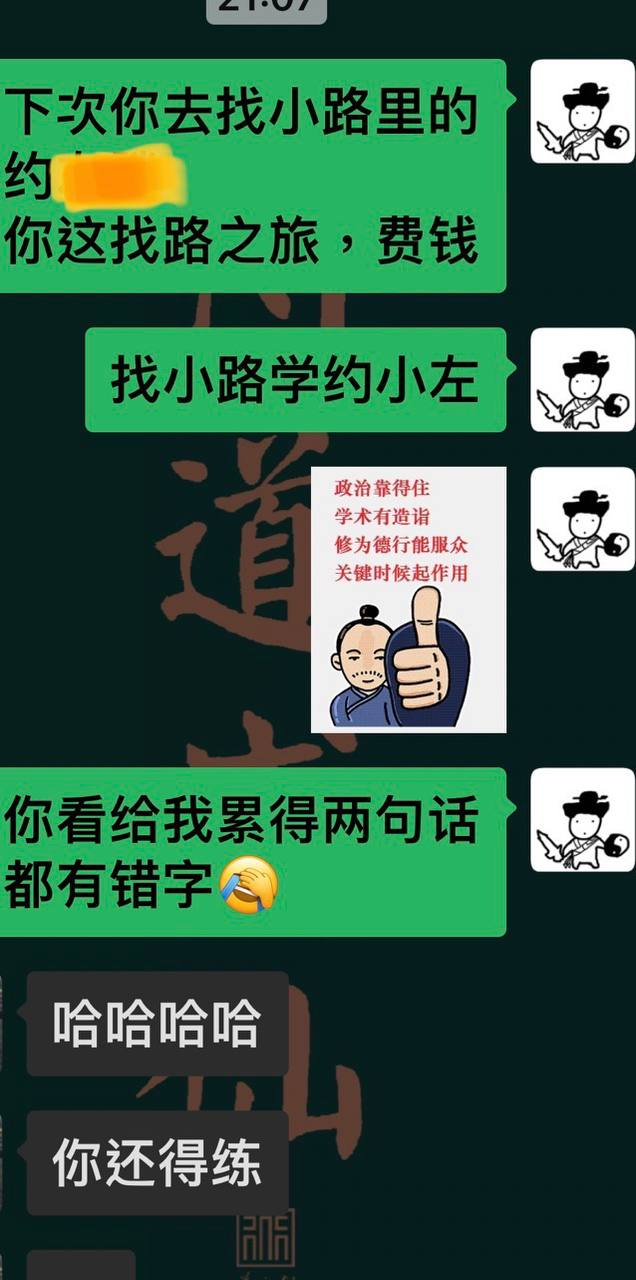 21:07
下次你去找小路里的
约
你这找路之旅，费钱
找小路学约小左
政治靠得住
学术有造诣
修为德行能服众
关键时候起作用
你看给我累得两句话
都有错字🤦
哈哈哈哈
你还得练
道
仙